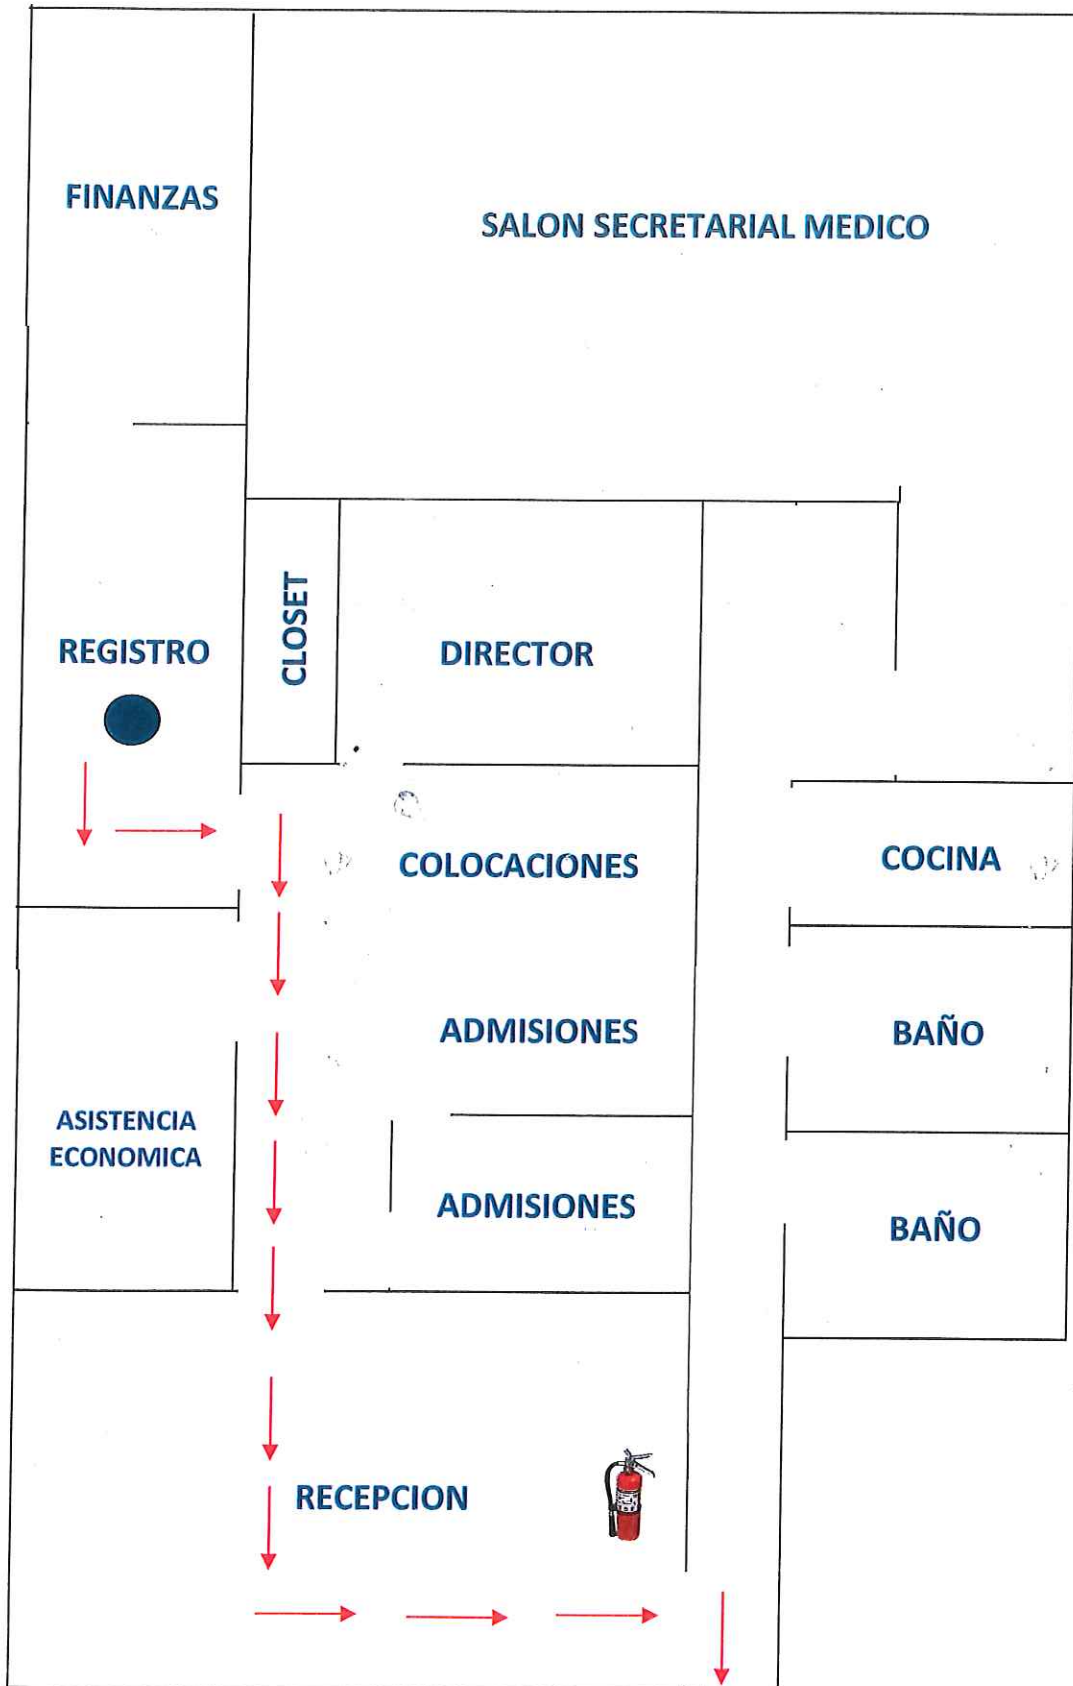 FINANZAS
SALON SECRETARIAL MEDICO
REGISTRO
CLOSET
DIRECTOR
COLOCACIONES
COCINA
ADMISIONES
BAÑO
ASISTENCIA
ECONOMICA
ADMISIONES
BAÑO
RECEPCION